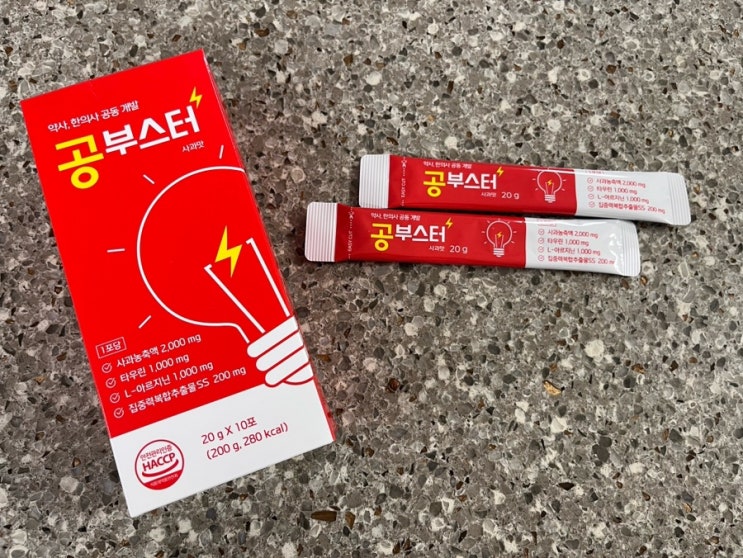 약사, 한의사 공동 개발
공부스터
사과맛
1포당
사과농축액 2,000 mg
타우린 1,000 mg
L-아르지닌 1,000 mg
집중력복합추출물SS 200 mg
20 g X 10포
(200 g, 280 kcal)
안전관리인증
HACCP
약사, 한의사 공동 개발
공부스터
사과맛 20 g
사과농축액 2,000 mg
타우린 1,000 mg
L-아르지닌 1,000 mg
집중력복합추출물SS 200 mg
EASY CUT
약사, 한의사 공동 개발
공부스터
사과맛 20 g
사과농축액 2,000 mg
타우린 1,000 mg
L-아르지닌 1,000 mg
집중력복합추출물SS 200 mg